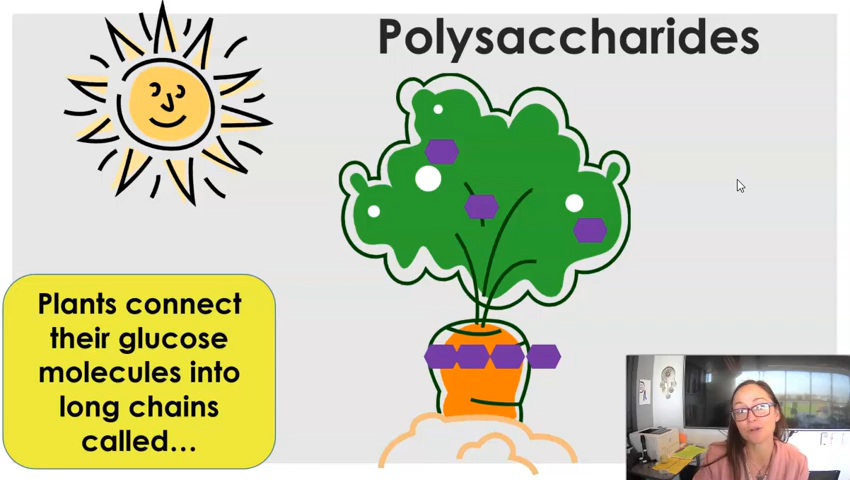 Polysaccharides
Plants connect
their glucose
molecules into
long chains
called…